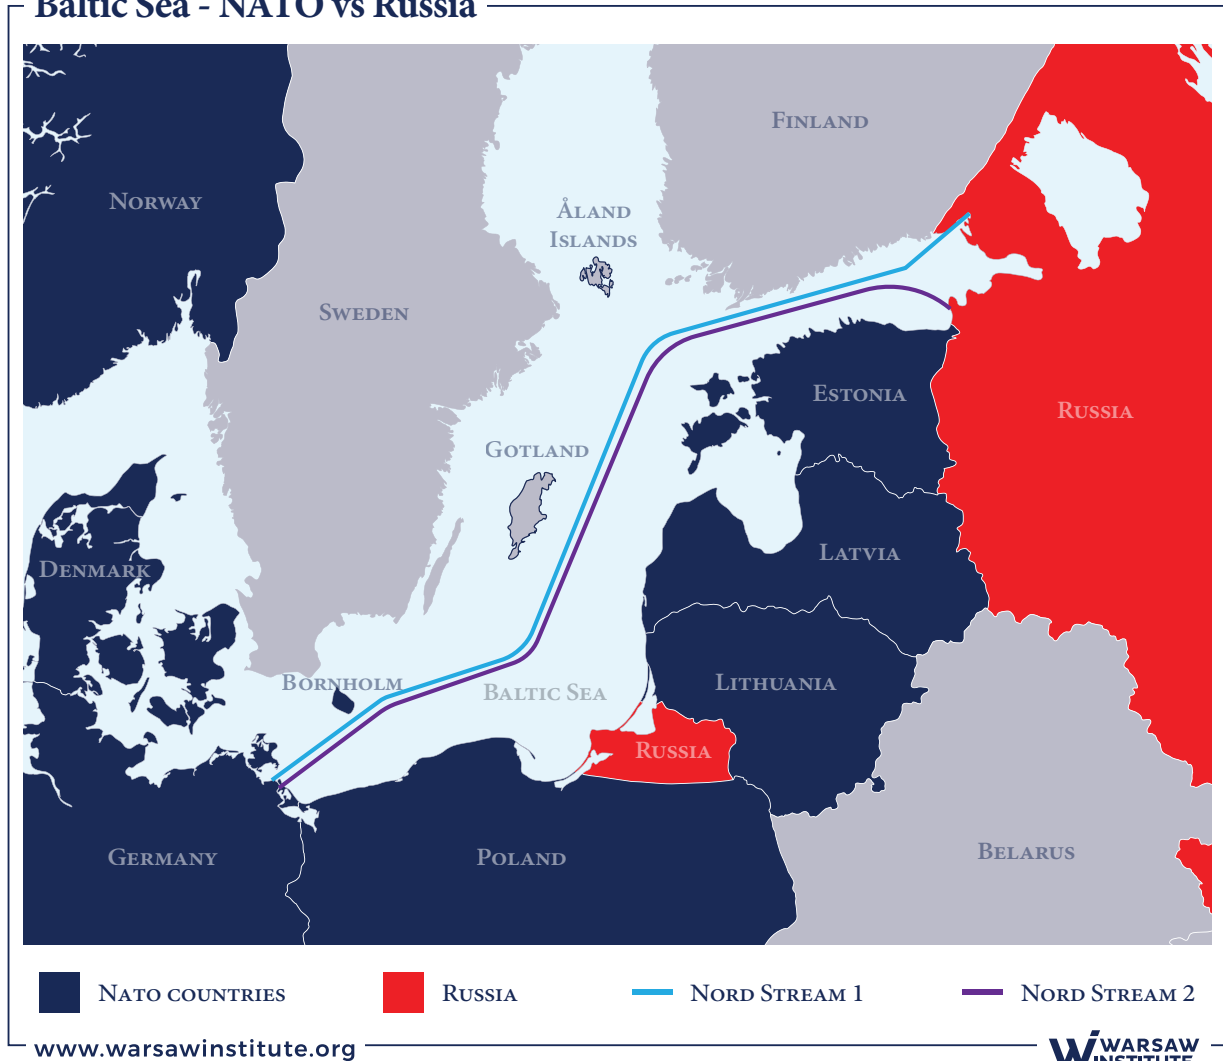 Baltic Sea - NATO vs Russia
Finland
Norway
Åland
Islands
Sweden
Estonia
Russia
Gotland
Latvia
Denmark
Bornholm
Baltic Sea
Lithuania
Russia
Germany
Poland
Belarus
Nato countries
Russia
Nord Stream 1
Nord Stream 2
www.warsawinstitute.org
WARSAW
INSTITUTE